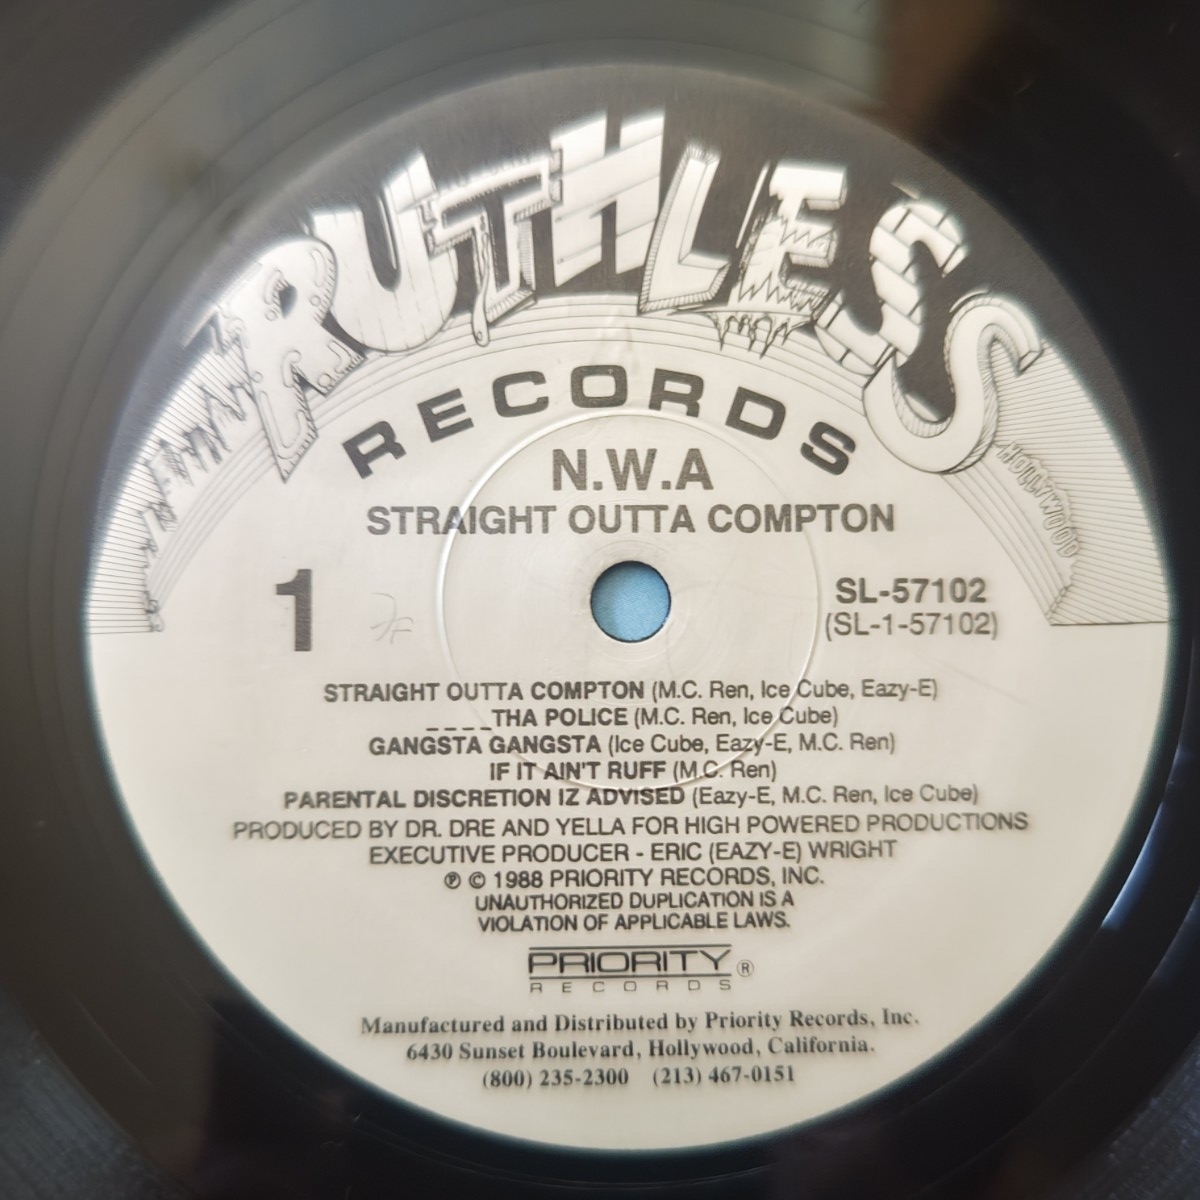 RUTHLESS
RECORDS
HOLLYWOOD
N.W.A
STRAIGHT OUTTA COMPTON
1
SL-57102
(SL-1-57102)
STRAIGHT OUTTA COMPTON (M.C. Ren, Ice Cube, Eazy-E)
____THA POLICE (M.C. Ren, Ice Cube)
GANGSTA GANGSTA (Ice Cube, Eazy-E, M.C. Ren)
IF IT AIN'T RUFF (M.C. Ren)
PARENTAL DISCRETION IZ ADVISED (Eazy-E, M.C. Ren, Ice Cube)
PRODUCED BY DR. DRE AND YELLA FOR HIGH POWERED PRODUCTIONS
EXECUTIVE PRODUCER - ERIC (EAZY-E) WRIGHT
℗ © 1988 PRIORITY RECORDS, INC.
UNAUTHORIZED DUPLICATION IS A
VIOLATION OF APPLICABLE LAWS.
PRIORITY ®
RECORDS
Manufactured and Distributed by Priority Records, Inc.
6430 Sunset Boulevard, Hollywood, California.
(800) 235-2300 (213) 467-0151